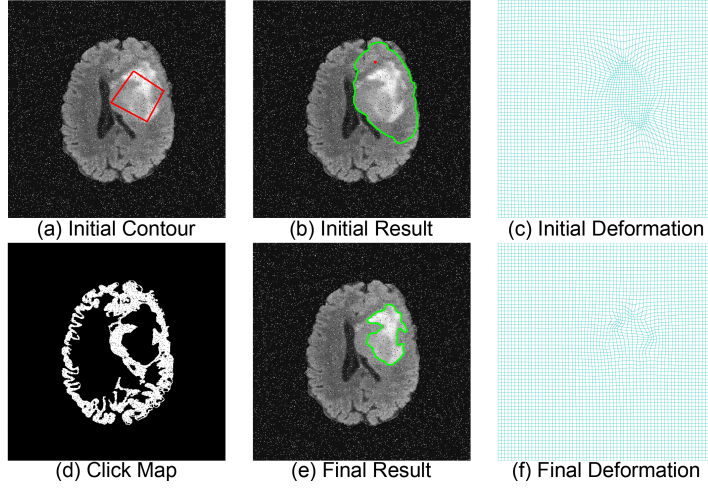 (a) Initial Contour
(b) Initial Result
(c) Initial Deformation
(d) Click Map
(e) Final Result
(f) Final Deformation